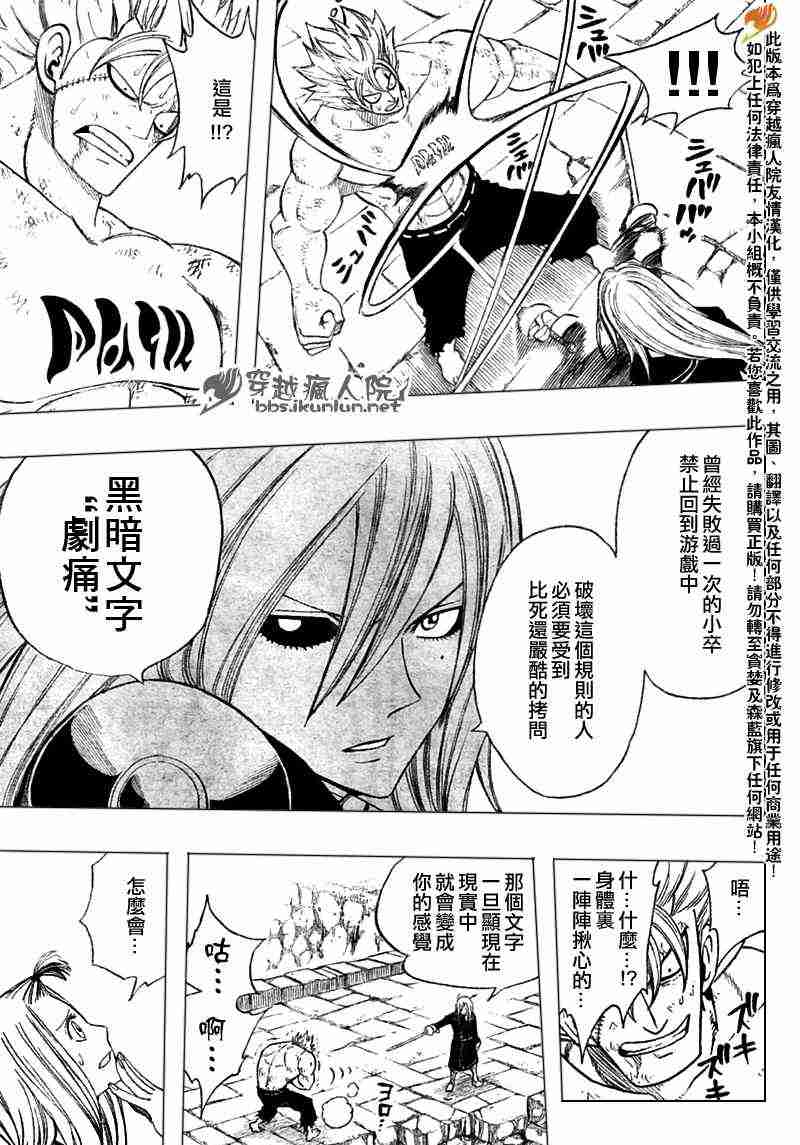 此版本爲穿越瘋人院友情漢化，僅供學習交流之用，其圖、翻譯以及任何部分不得進行修改或用于任何商業用途！
如犯上任何法律責任，本小組概不負責。若您喜歡此作品，請購買正版！請勿轉至貪婪及森藍旗下任何網站！
!!!
シュバ
シュバ
シュバ
シュバ
這是
!!?
Pain
穿越瘋人院
bbs.ikunlun.net
曾經失敗過一次的小卒
禁止回到游戲中
破壞這個規則的人
必須要受到
比死還嚴酷的拷問
黑暗文字
“劇痛”
唔…
什…什麼…!?
身體裏
一陣陣揪心的…
ズキ
ズキ
那個文字
一旦顯現在
現實中
就會變成
你的感覺
咕…
啊…
コロ
怎麼會…